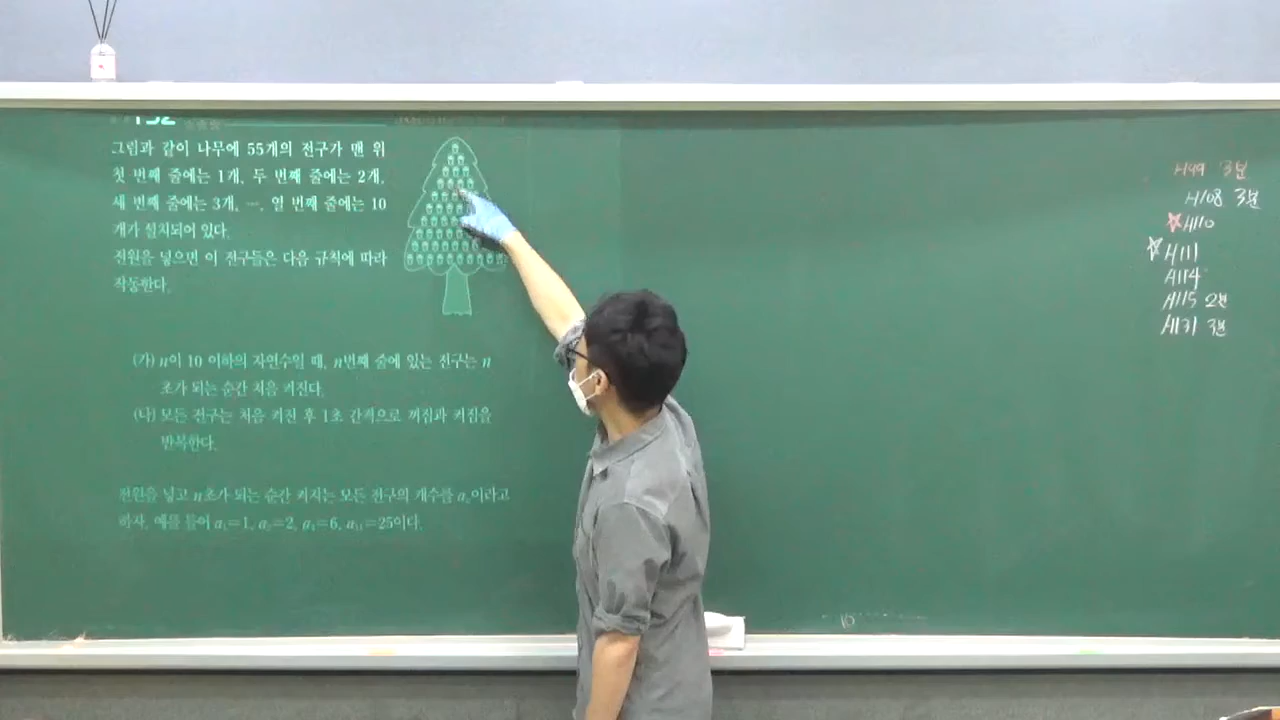 그림과 같이 나무에 55개의 전구가 맨 위
첫 번째 줄에는 1개, 두 번째 줄에는 2개,
세 번째 줄에는 3개, ⋯, 열 번째 줄에는 10
개가 설치되어 있다.
전원을 넣으면 이 전구들은 다음 규칙에 따라
작동한다.
(가) n이 10 이하의 자연수일 때, n번째 줄에 있는 전구는 n
초가 되는 순간 처음 켜진다.
(나) 모든 전구는 처음 켜진 후 1초 간격으로 꺼짐과 켜짐을
반복한다.
전원을 넣고 n초가 되는 순간 켜지는 모든 전구의 개수를 aₙ이라고
하자. 예를 들어 a₁=1, a₂=2, a₄=6, a₁₁=25이다.
H99 3분
H108 3분
H110
H111
H114
H115 2분
H131 3분
10